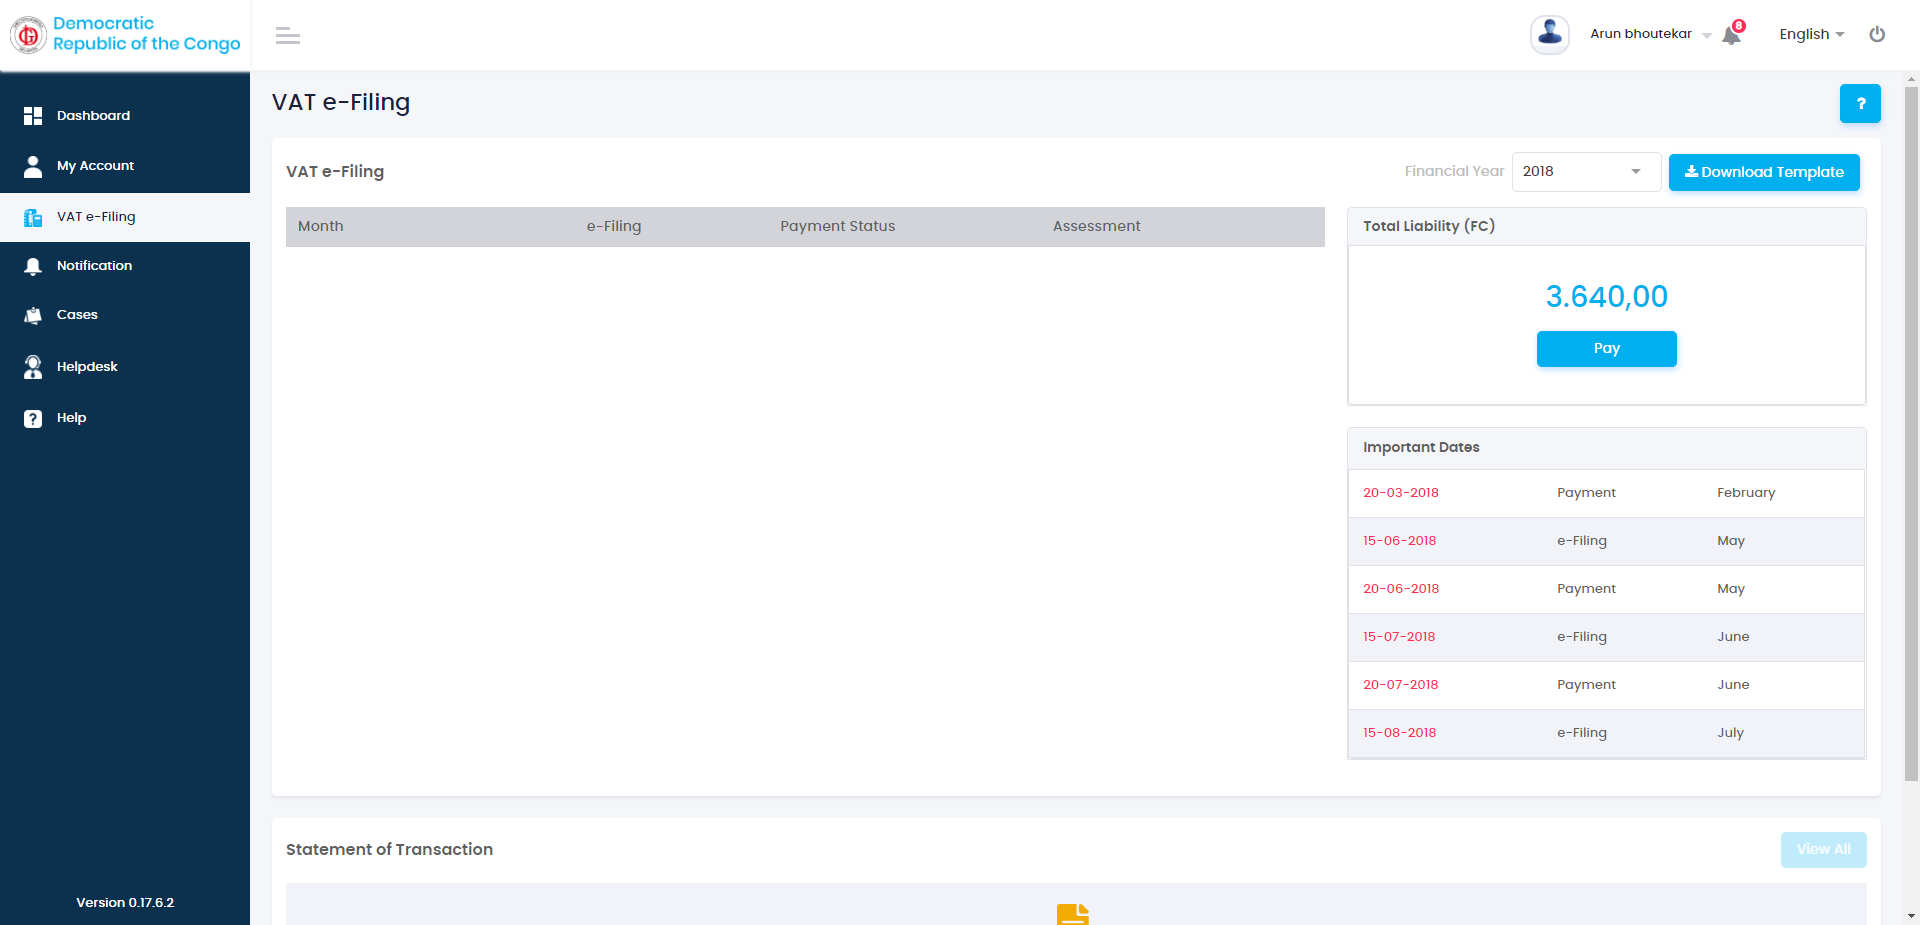 Democratic
Republic of the Congo
Arun bhoutekar
8
English
Dashboard
My Account
VAT e-Filing
Notification
Cases
Helpdesk
? Help
Version 0.17.6.2
VAT e-Filing
?
VAT e-Filing
Financial Year 2018 Download Template
Month e-Filing Payment Status Assessment
Total Liability (FC)
3.640,00
Pay
Important Dates
20-03-2018 Payment February
15-06-2018 e-Filing May
20-06-2018 Payment May
15-07-2018 e-Filing June
20-07-2018 Payment June
15-08-2018 e-Filing July
Statement of Transaction
View All